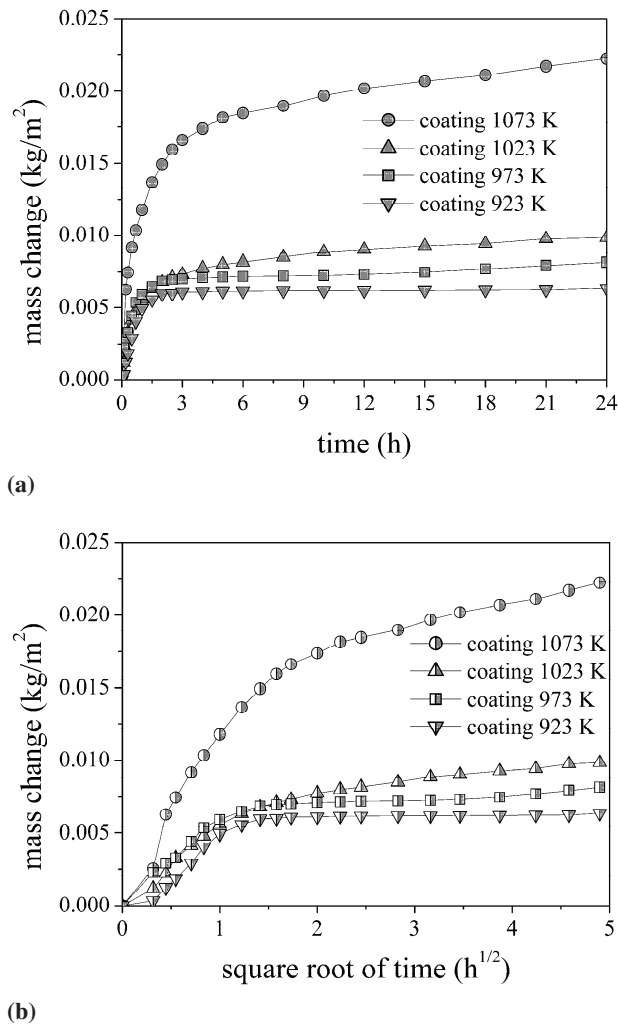 0.025
0.020
0.015
0.010
0.005
0.000
mass change (kg/m²)
coating 1073 K
coating 1023 K
coating 973 K
coating 923 K
0 3 6 9 12 15 18 21 24
time (h)
(a)
0.025
0.020
0.015
0.010
0.005
0.000
mass change (kg/m²)
coating 1073 K
coating 1023 K
coating 973 K
coating 923 K
0 1 2 3 4 5
square root of time (h^1/2)
(b)